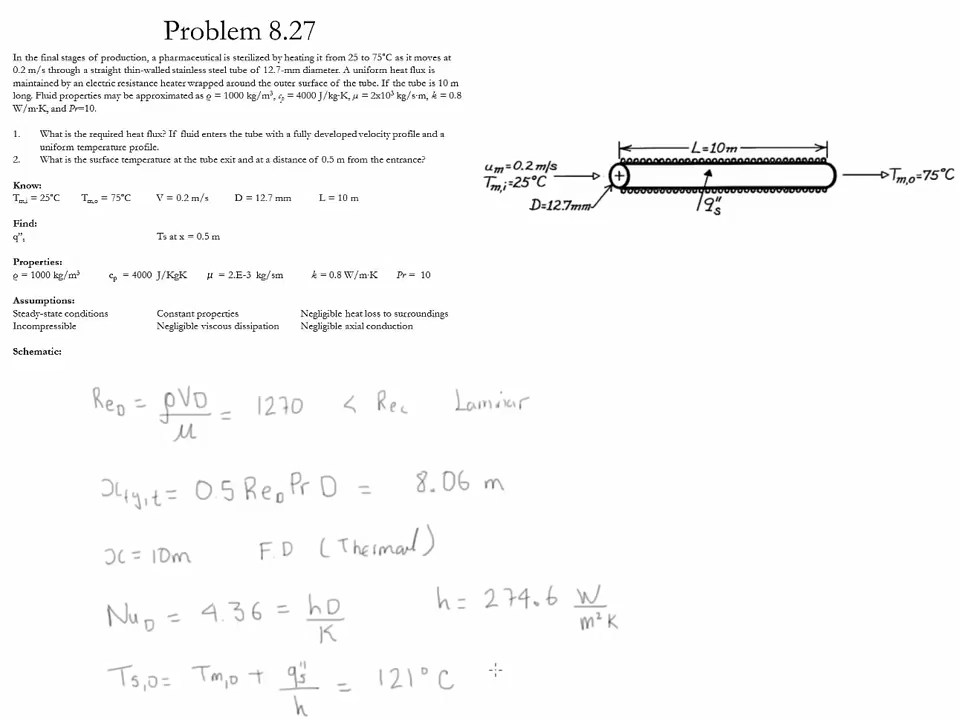 Problem 8.27
In the final stages of production, a pharmaceutical is sterilized by heating it from 25 to 75°C as it moves at
0.2 m/s through a straight thin-walled stainless steel tube of 12.7-mm diameter. A uniform heat flux is
maintained by an electric resistance heater wrapped around the outer surface of the tube. If the tube is 10 m
long. Fluid properties may be approximated as ϱ = 1000 kg/m³, cₚ = 4000 J/kg·K, μ = 2x10³ kg/s·m, k = 0.8
W/m·K, and Pr=10.
1. What is the required heat flux? If fluid enters the tube with a fully developed velocity profile and a
uniform temperature profile.
2. What is the surface temperature at the tube exit and at a distance of 0.5 m from the entrance?
Know:
Tm,i = 25°C Tm,o = 75°C V = 0.2 m/s D = 12.7 mm L = 10 m
Find:
q"s Ts at x = 0.5 m
Properties:
ϱ = 1000 kg/m³ cp = 4000 J/KgK μ = 2.E-3 kg/sm k = 0.8 W/m·K Pr = 10
Assumptions:
Steady-state conditions Constant properties Negligible heat loss to surroundings
Incompressible Negligible viscous dissipation Negligible axial conduction
Schematic:
L=10m
um=0.2m/s
Tm,i=25°C
Tm,o=75°C
D=12.7mm
q"s
ReD = ρVD/μ = 1270 < Rec Laminar
xfy,t = 0.5 ReD Pr D = 8.06 m
x = 10m F.D (Thermal)
NuD = 4.36 = hD/K h = 274.6 W/m²K
Ts,o = Tm,o + q"s/h = 121°C